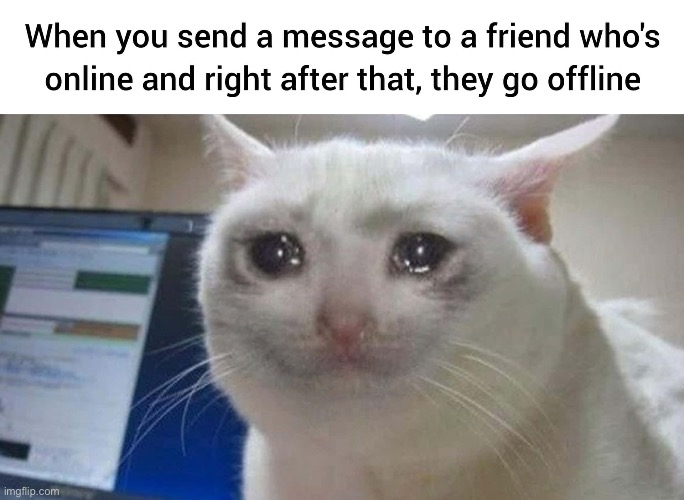 When you send a message to a friend who's
online and right after that, they go offline
imgflip.com